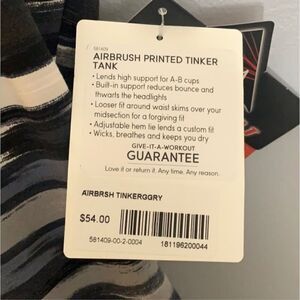 581409
AIRBRUSH PRINTED TINKER
TANK
• Lends high support for A-B cups
• Built-in support reduces bounce and
thwarts the headlights
• Looser fit around waist skims over your
midsection for a forgiving fit
• Adjustable hem tie lends a custom fit
• Wicks, breathes and keeps you dry
GIVE-IT-A-WORKOUT
GUARANTEE
Love it or return it. Any time. Any reason.
AIRBRSH TINKERGGRY
$54.00
581409-00-2-0004
181196200044